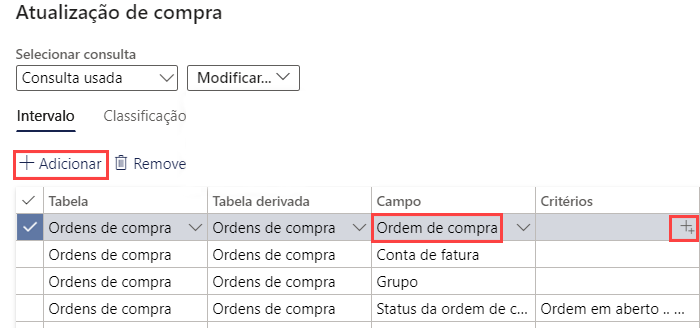 Atualização de compra
Selecionar consulta
Consulta usada Modificar...
Intervalo Classificação
Adicionar Remove
Tabela Tabela derivada Campo Critérios
Ordens de compra Ordens de compra Ordem de compra
Ordens de compra Ordens de compra Conta de fatura
Ordens de compra Ordens de compra Grupo
Ordens de compra Ordens de compra Status da ordem de c... Ordem em aberto .. ...